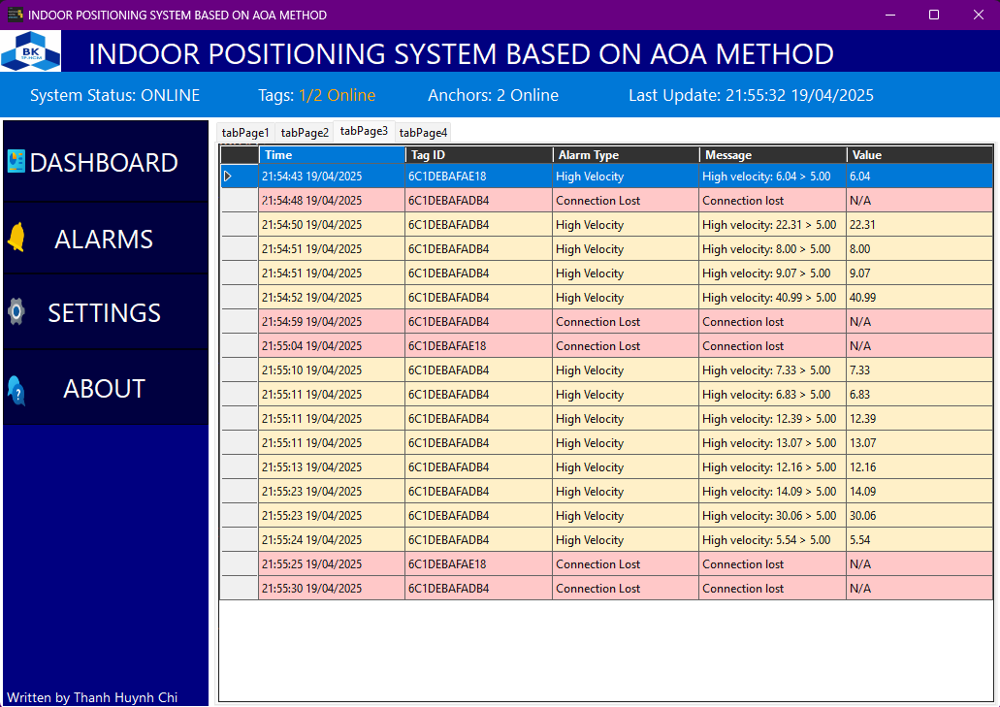 INDOOR POSITIONING SYSTEM BASED ON AOA METHOD
BK
TP.HCM
INDOOR POSITIONING SYSTEM BASED ON AOA METHOD
System Status: ONLINE Tags: 1/2 Online Anchors: 2 Online Last Update: 21:55:32 19/04/2025
DASHBOARD
ALARMS
SETTINGS
ABOUT
Written by Thanh Huynh Chi
tabPage1 tabPage2 tabPage3 tabPage4
Time Tag ID Alarm Type Message Value
21:54:43 19/04/2025 6C1DEBAFAE18 High Velocity High velocity: 6.04 > 5.00 6.04
21:54:48 19/04/2025 6C1DEBAFADB4 Connection Lost Connection lost N/A
21:54:50 19/04/2025 6C1DEBAFADB4 High Velocity High velocity: 22.31 > 5.00 22.31
21:54:51 19/04/2025 6C1DEBAFADB4 High Velocity High velocity: 8.00 > 5.00 8.00
21:54:51 19/04/2025 6C1DEBAFADB4 High Velocity High velocity: 9.07 > 5.00 9.07
21:54:52 19/04/2025 6C1DEBAFADB4 High Velocity High velocity: 40.99 > 5.00 40.99
21:54:59 19/04/2025 6C1DEBAFADB4 Connection Lost Connection lost N/A
21:55:04 19/04/2025 6C1DEBAFAE18 Connection Lost Connection lost N/A
21:55:10 19/04/2025 6C1DEBAFADB4 High Velocity High velocity: 7.33 > 5.00 7.33
21:55:11 19/04/2025 6C1DEBAFADB4 High Velocity High velocity: 6.83 > 5.00 6.83
21:55:11 19/04/2025 6C1DEBAFADB4 High Velocity High velocity: 12.39 > 5.00 12.39
21:55:11 19/04/2025 6C1DEBAFADB4 High Velocity High velocity: 13.07 > 5.00 13.07
21:55:13 19/04/2025 6C1DEBAFADB4 High Velocity High velocity: 12.16 > 5.00 12.16
21:55:23 19/04/2025 6C1DEBAFADB4 High Velocity High velocity: 14.09 > 5.00 14.09
21:55:23 19/04/2025 6C1DEBAFADB4 High Velocity High velocity: 30.06 > 5.00 30.06
21:55:24 19/04/2025 6C1DEBAFADB4 High Velocity High velocity: 5.54 > 5.00 5.54
21:55:25 19/04/2025 6C1DEBAFAE18 Connection Lost Connection lost N/A
21:55:30 19/04/2025 6C1DEBAFADB4 Connection Lost Connection lost N/A